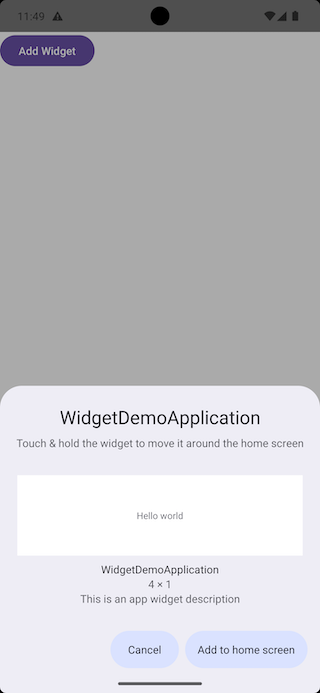 11:49
Add Widget
WidgetDemoApplication
Touch & hold the widget to move it around the home screen
Hello world
WidgetDemoApplication
4 × 1
This is an app widget description
Cancel
Add to home screen